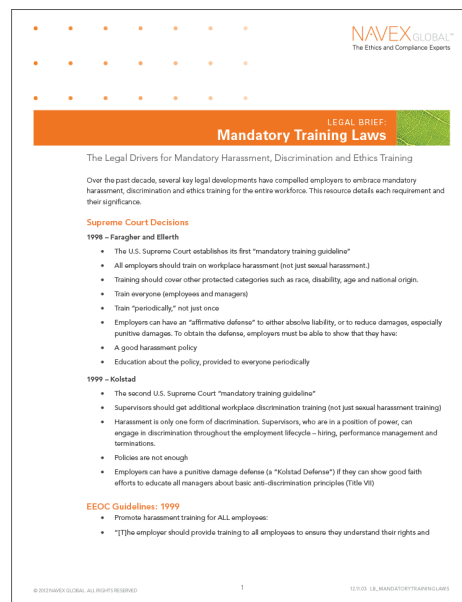 NAVEX GLOBAL™
The Ethics and Compliance Experts
LEGAL BRIEF:
Mandatory Training Laws
The Legal Drivers for Mandatory Harassment, Discrimination and Ethics Training
Over the past decade, several key legal developments have compelled employers to embrace mandatory
harassment, discrimination and ethics training for the entire workforce. This resource details each requirement and
their significance.
Supreme Court Decisions
1998 – Faragher and Ellerth
• The U.S. Supreme Court establishes its first "mandatory training guideline"
• All employers should train on workplace harassment (not just sexual harassment.)
• Training should cover other protected categories such as race, disability, age and national origin.
• Train everyone (employees and managers)
• Train "periodically," not just once
• Employers can have an "affirmative defense" to either absolve liability, or to reduce damages, especially
punitive damages. To obtain the defense, employers must be able to show that they have:
• A good harassment policy
• Education about the policy, provided to everyone periodically
1999 – Kolstad
• The second U.S. Supreme Court "mandatory training guideline"
• Supervisors should get additional workplace discrimination training (not just sexual harassment training)
• Harassment is only one form of discrimination. Supervisors, who are in a position of power, can
engage in discrimination throughout the employment lifecycle – hiring, performance management and
terminations.
• Policies are not enough
• Employers can have a punitive damage defense (a "Kolstad Defense") if they can show good faith
efforts to educate all managers about basic anti-discrimination principles (Title VII)
EEOC Guidelines: 1999
• Promote harassment training for ALL employees:
• "[T]he employer should provide training to all employees to ensure they understand their rights and
© 2012 NAVEX GLOBAL. ALL RIGHTS RESERVED
1
12.11.03 LB_MANDATORYTRAININGLAWS